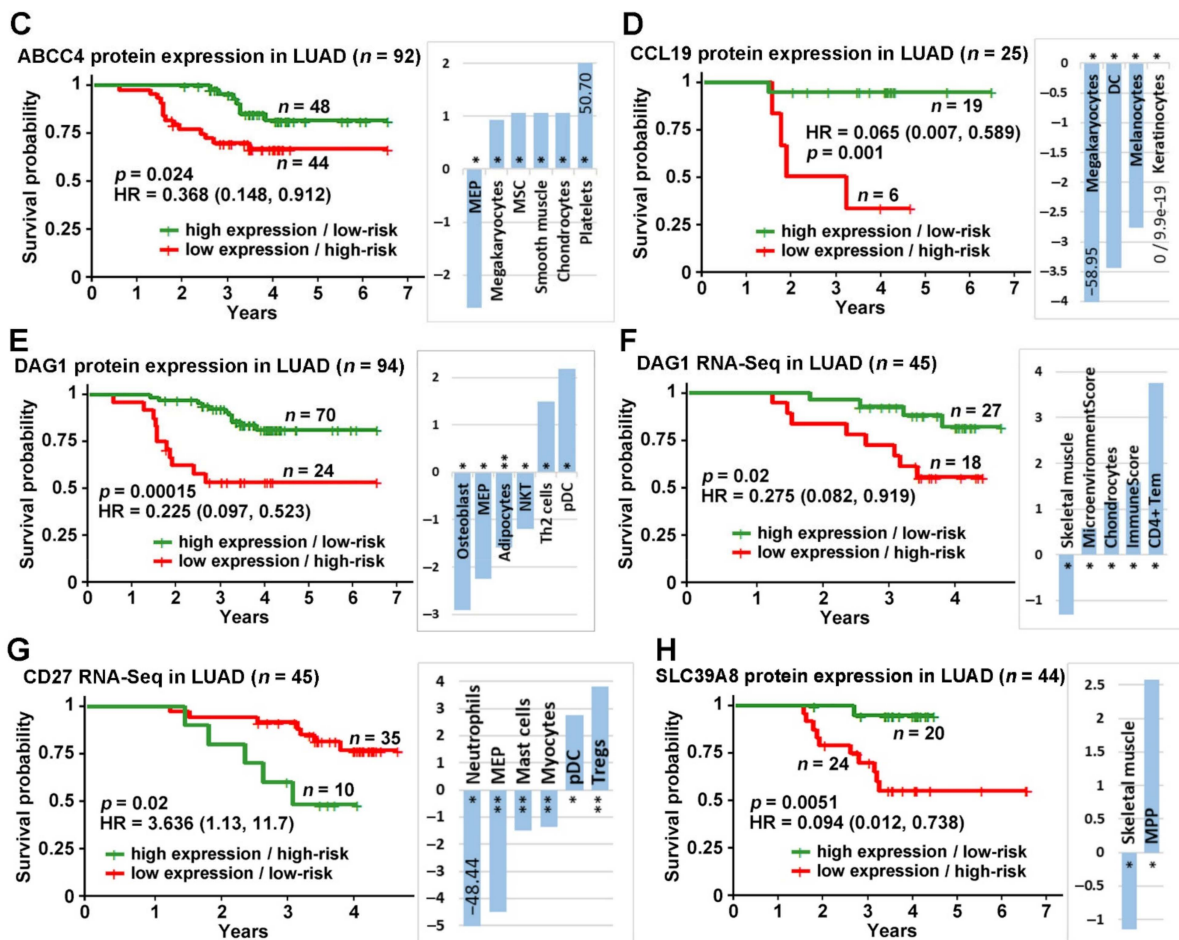 C
ABCC4 protein expression in LUAD (n = 92)
Survival probability
1
0.75
0.5
0.25
0
n = 48
n = 44
p = 0.024
HR = 0.368 (0.148, 0.912)
high expression / low-risk
low expression / high-risk
0 1 2 3 4 5 6 7
Years
2
1
0
−1
−2
* * * * * *
MEP
Megakaryocytes
MSC
Smooth muscle
Chondrocytes
Platelets
50.70
D
CCL19 protein expression in LUAD (n = 25)
Survival probability
1
0.75
0.5
0.25
0
n = 19
HR = 0.065 (0.007, 0.589)
p = 0.001
n = 6
high expression / low-risk
low expression / high-risk
0 1 2 3 4 5 6 7
Years
* * * *
0
−0.5
−1
−1.5
−2
−2.5
−3
−3.5
−4
Megakaryocytes
−58.95
DC
Melanocytes
Keratinocytes
0 / 9.9e-19
E
DAG1 protein expression in LUAD (n = 94)
Survival probability
1
0.75
0.5
0.25
0
n = 70
n = 24
p = 0.00015
HR = 0.225 (0.097, 0.523)
high expression / low-risk
low expression / high-risk
0 1 2 3 4 5 6 7
Years
2
1
0
−1
−2
−3
* * ** * * *
Osteoblast
MEP
Adipocytes
NKT
Th2 cells
pDC
F
DAG1 RNA-Seq in LUAD (n = 45)
Survival probability
1
0.75
0.5
0.25
0
n = 27
n = 18
p = 0.02
HR = 0.275 (0.082, 0.919)
high expression / low-risk
low expression / high-risk
0 1 2 3 4
Years
4
3
2
1
0
−1
Skeletal muscle
MicroenvironmentScore
Chondrocytes
ImmuneScore
CD4+ Tem
* * * * *
G
CD27 RNA-Seq in LUAD (n = 45)
Survival probability
1
0.75
0.5
0.25
0
n = 35
n = 10
p = 0.02
HR = 3.636 (1.13, 11.7)
high expression / high-risk
low expression / low-risk
0 1 2 3 4
Years
5
4
3
2
1
0
−1
−2
−3
−4
−5
Neutrophils
MEP
Mast cells
Myocytes
pDC
Tregs
* ** ** ** * **
−48.44
H
SLC39A8 protein expression in LUAD (n = 44)
Survival probability
1
0.75
0.5
0.25
0
n = 20
n = 24
p = 0.0051
HR = 0.094 (0.012, 0.738)
high expression / low-risk
low expression / high-risk
0 1 2 3 4 5 6 7
Years
2.5
2
1.5
1
0.5
0
−0.5
−1
Skeletal muscle
MPP
* *